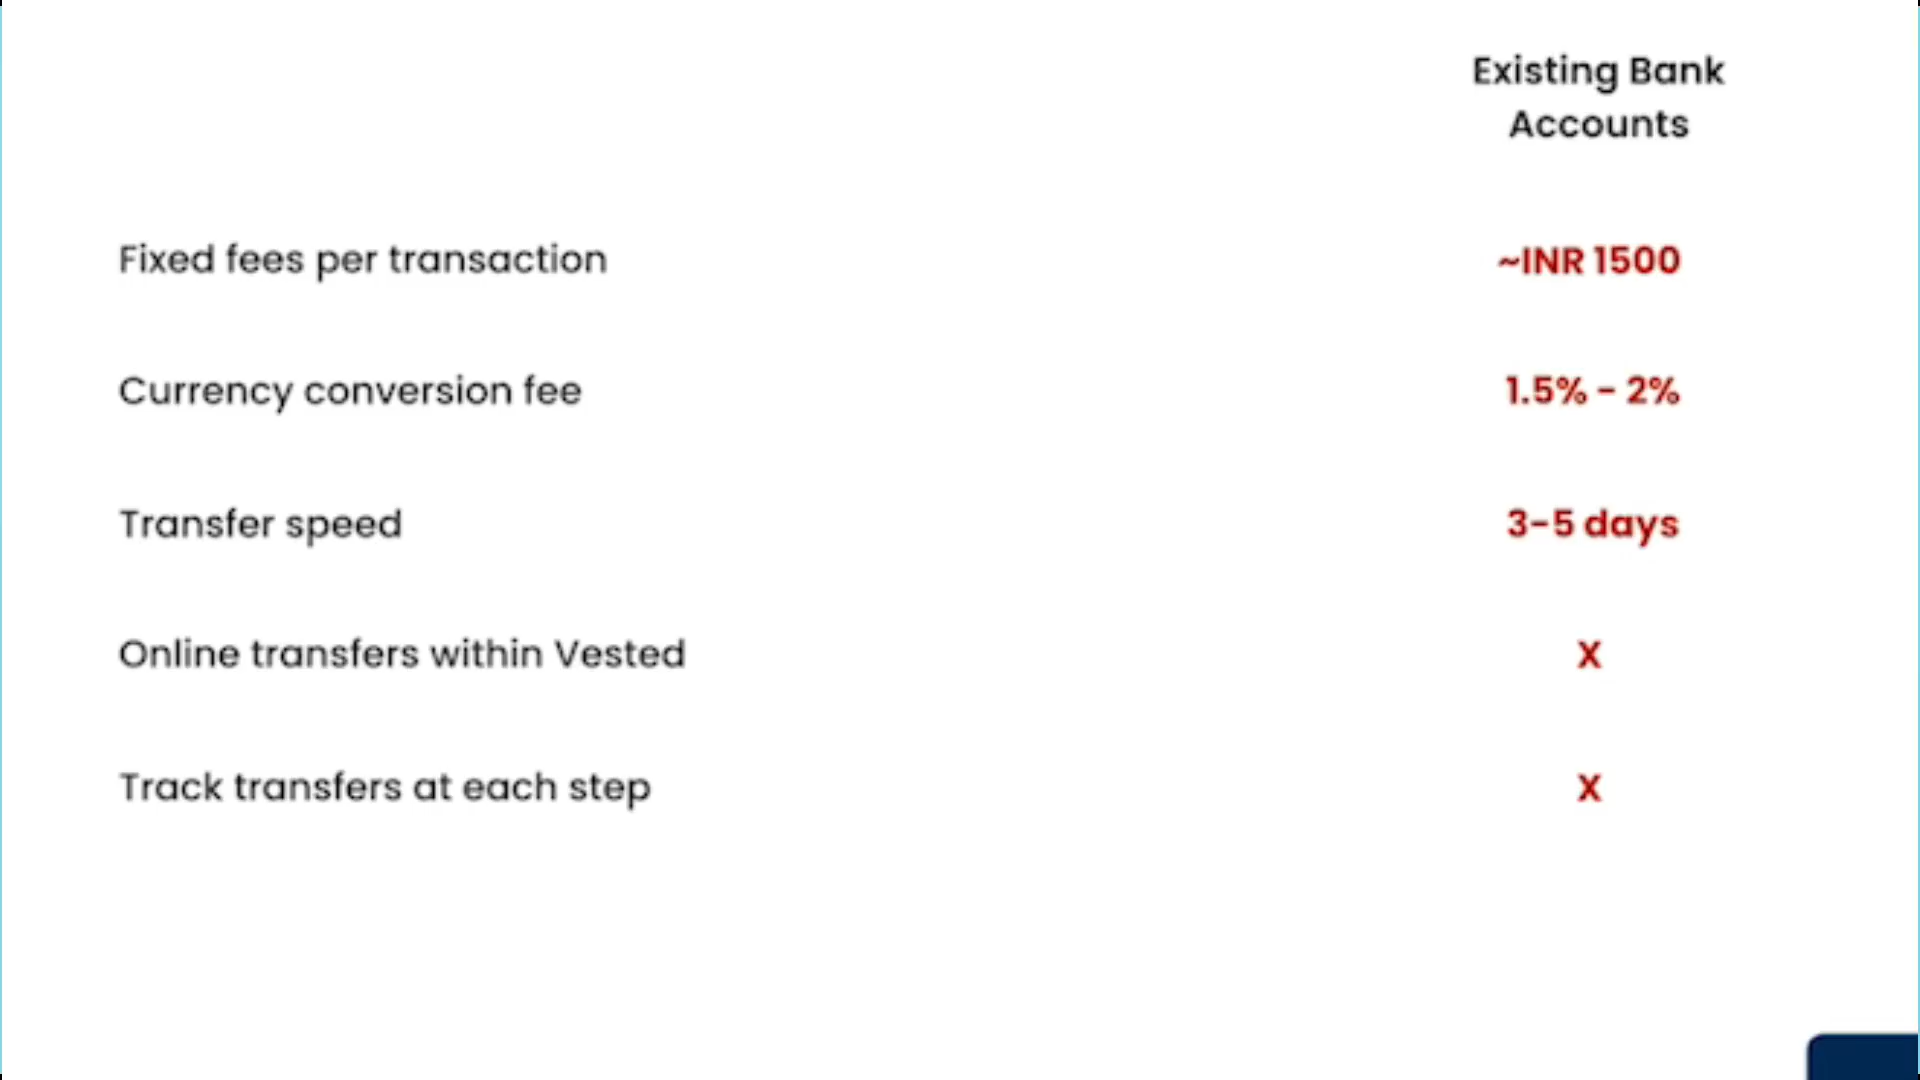 Existing Bank
Accounts
Fixed fees per transaction ~INR 1500
Currency conversion fee 1.5% - 2%
Transfer speed 3-5 days
Online transfers within Vested X
Track transfers at each step X